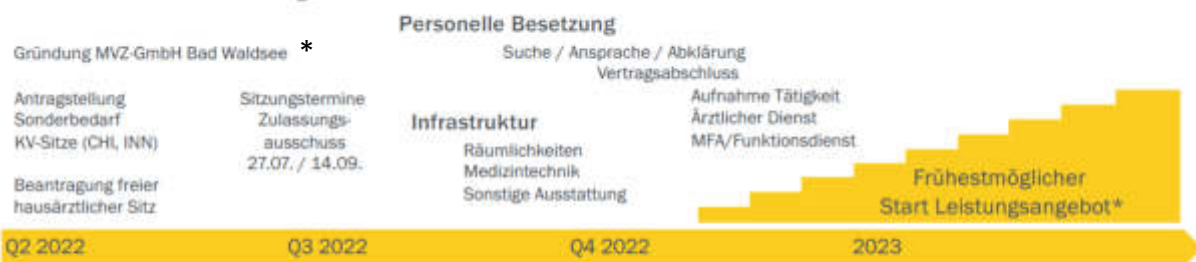 Personelle Besetzung
Gründung MVZ-GmbH Bad Waldsee *
Suche / Ansprache / Abklärung
Vertragsabschluss
Antragstellung
Sonderbedarf
KV-Sitze (CHI, INN)
Beantragung freier
hausärztlicher Sitz
Sitzungstermine
Zulassungs-
ausschuss
27.07. / 14.09.
Infrastruktur
Räumlichkeiten
Medizintechnik
Sonstige Ausstattung
Aufnahme Tätigkeit
Ärztlicher Dienst
MFA/Funktionsdienst
Frühestmöglicher
Start Leistungsangebot*
Q2 2022
Q3 2022
Q4 2022
2023